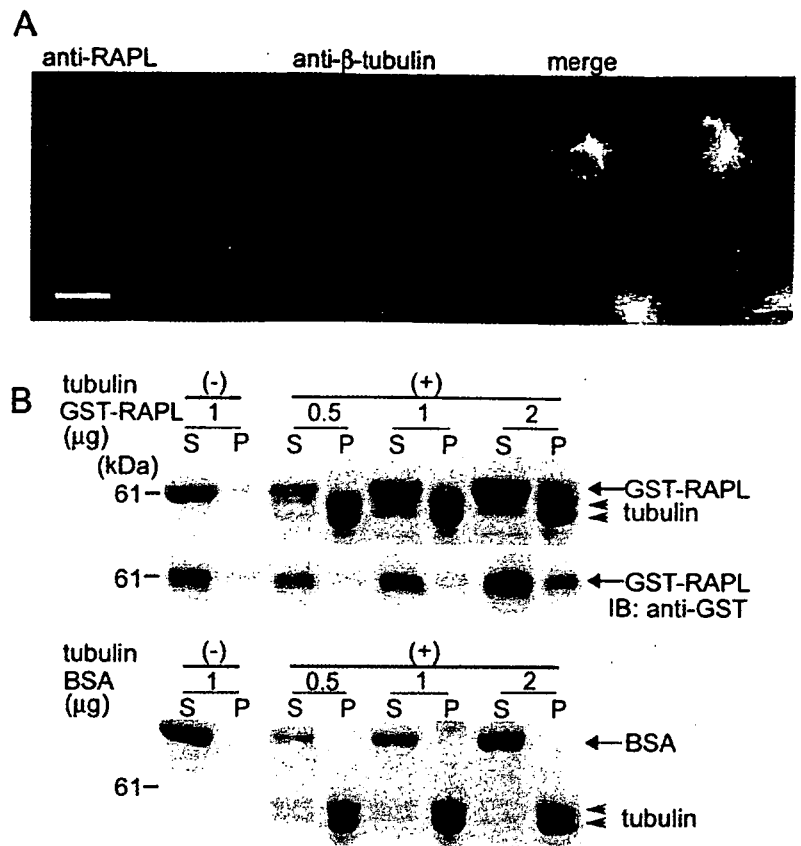 A
anti-RAPL anti-β-tubulin merge
B
tubulin (-) (+)
GST-RAPL 1 0.5 1 2
(μg) S P S P S P S P
(kDa)
61 GST-RAPL
tubulin
61 GST-RAPL
IB: anti-GST
tubulin (-) (+)
BSA 1 0.5 1 2
(μg) S P S P S P S P
BSA
61
tubulin